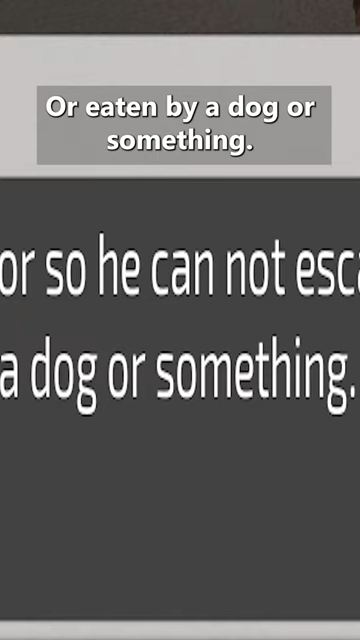 Or eaten by a dog or
something.
or so he can not esca
a dog or something.